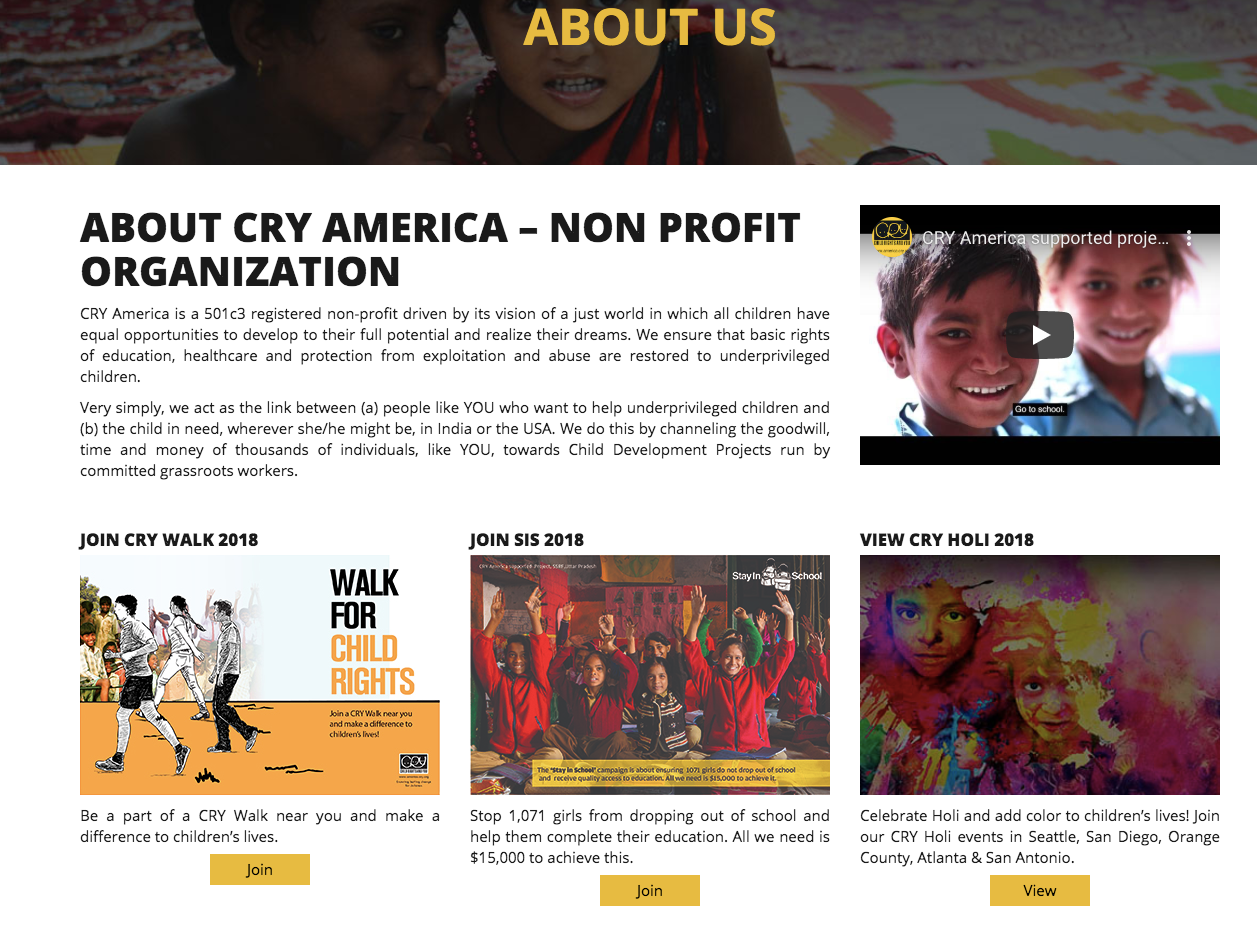 ABOUT US
ABOUT CRY AMERICA – NON PROFIT
ORGANIZATION
CRY America is a 501c3 registered non-profit driven by its vision of a just world in which all children have
equal opportunities to develop to their full potential and realize their dreams. We ensure that basic rights
of education, healthcare and protection from exploitation and abuse are restored to underprivileged
children.
Very simply, we act as the link between (a) people like YOU who want to help underprivileged children and
(b) the child in need, wherever she/he might be, in India or the USA. We do this by channeling the goodwill,
time and money of thousands of individuals, like YOU, towards Child Development Projects run by
committed grassroots workers.
CRY
CRY America supported proje...
Go to school.
JOIN CRY WALK 2018
WALK
FOR
CHILD
RIGHTS
Join a CRY Walk near you
and make a difference to
children's lives!
CRY
Be a part of a CRY Walk near you and make a
difference to children's lives.
Join
JOIN SIS 2018
CRY America supported Project, SSRF, Uttar Pradesh
Stay In School
The 'Stay in School' campaign is about ensuring 1071 girls do not drop out of school
and receive quality access to education. All we need is $15,000 to achieve it.
Stop 1,071 girls from dropping out of school and
help them complete their education. All we need is
$15,000 to achieve this.
Join
VIEW CRY HOLI 2018
Celebrate Holi and add color to children's lives! Join
our CRY Holi events in Seattle, San Diego, Orange
County, Atlanta & San Antonio.
View